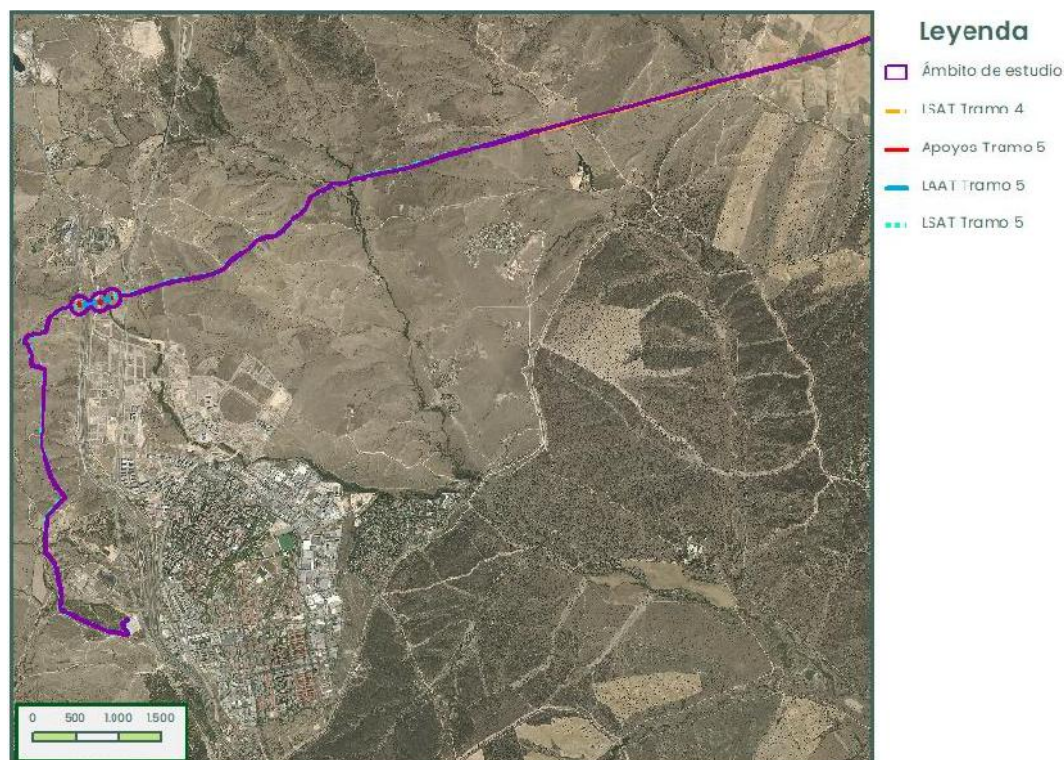 Leyenda
Ámbito de estudio
LSAT Tramo 4
Apoyos Tramo 5
LAAT Tramo 5
LSAT Tramo 5
0 500 1.000 1.500